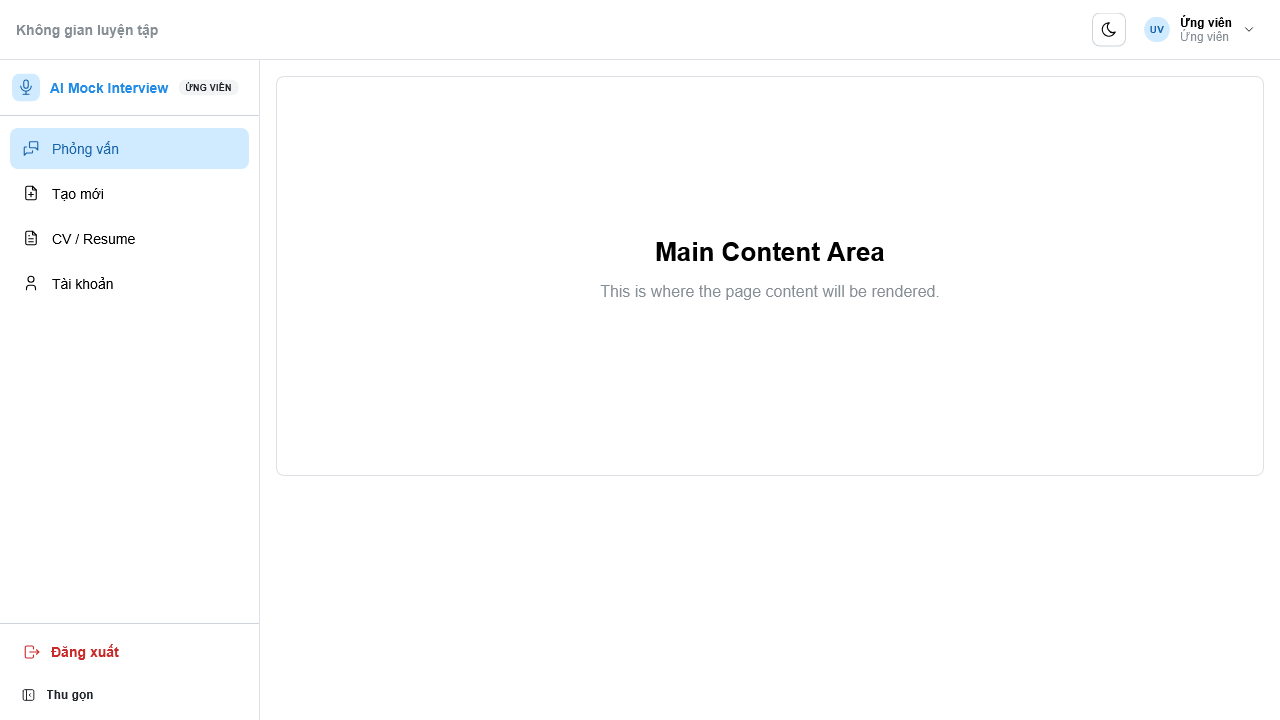 Không gian luyện tập
UV
Ứng viên
Ứng viên
AI Mock Interview
ỨNG VIÊN
Phỏng vấn
Tạo mới
CV / Resume
Tài khoản
Main Content Area
This is where the page content will be rendered.
Đăng xuất
Thu gọn